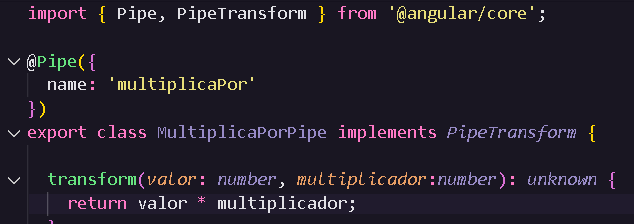 import { Pipe, PipeTransform } from '@angular/core';
@Pipe({
name: 'multiplicaPor'
})
export class MultiplicaPorPipe implements PipeTransform {
transform(valor: number, multiplicador:number): unknown {
return valor * multiplicador;
}